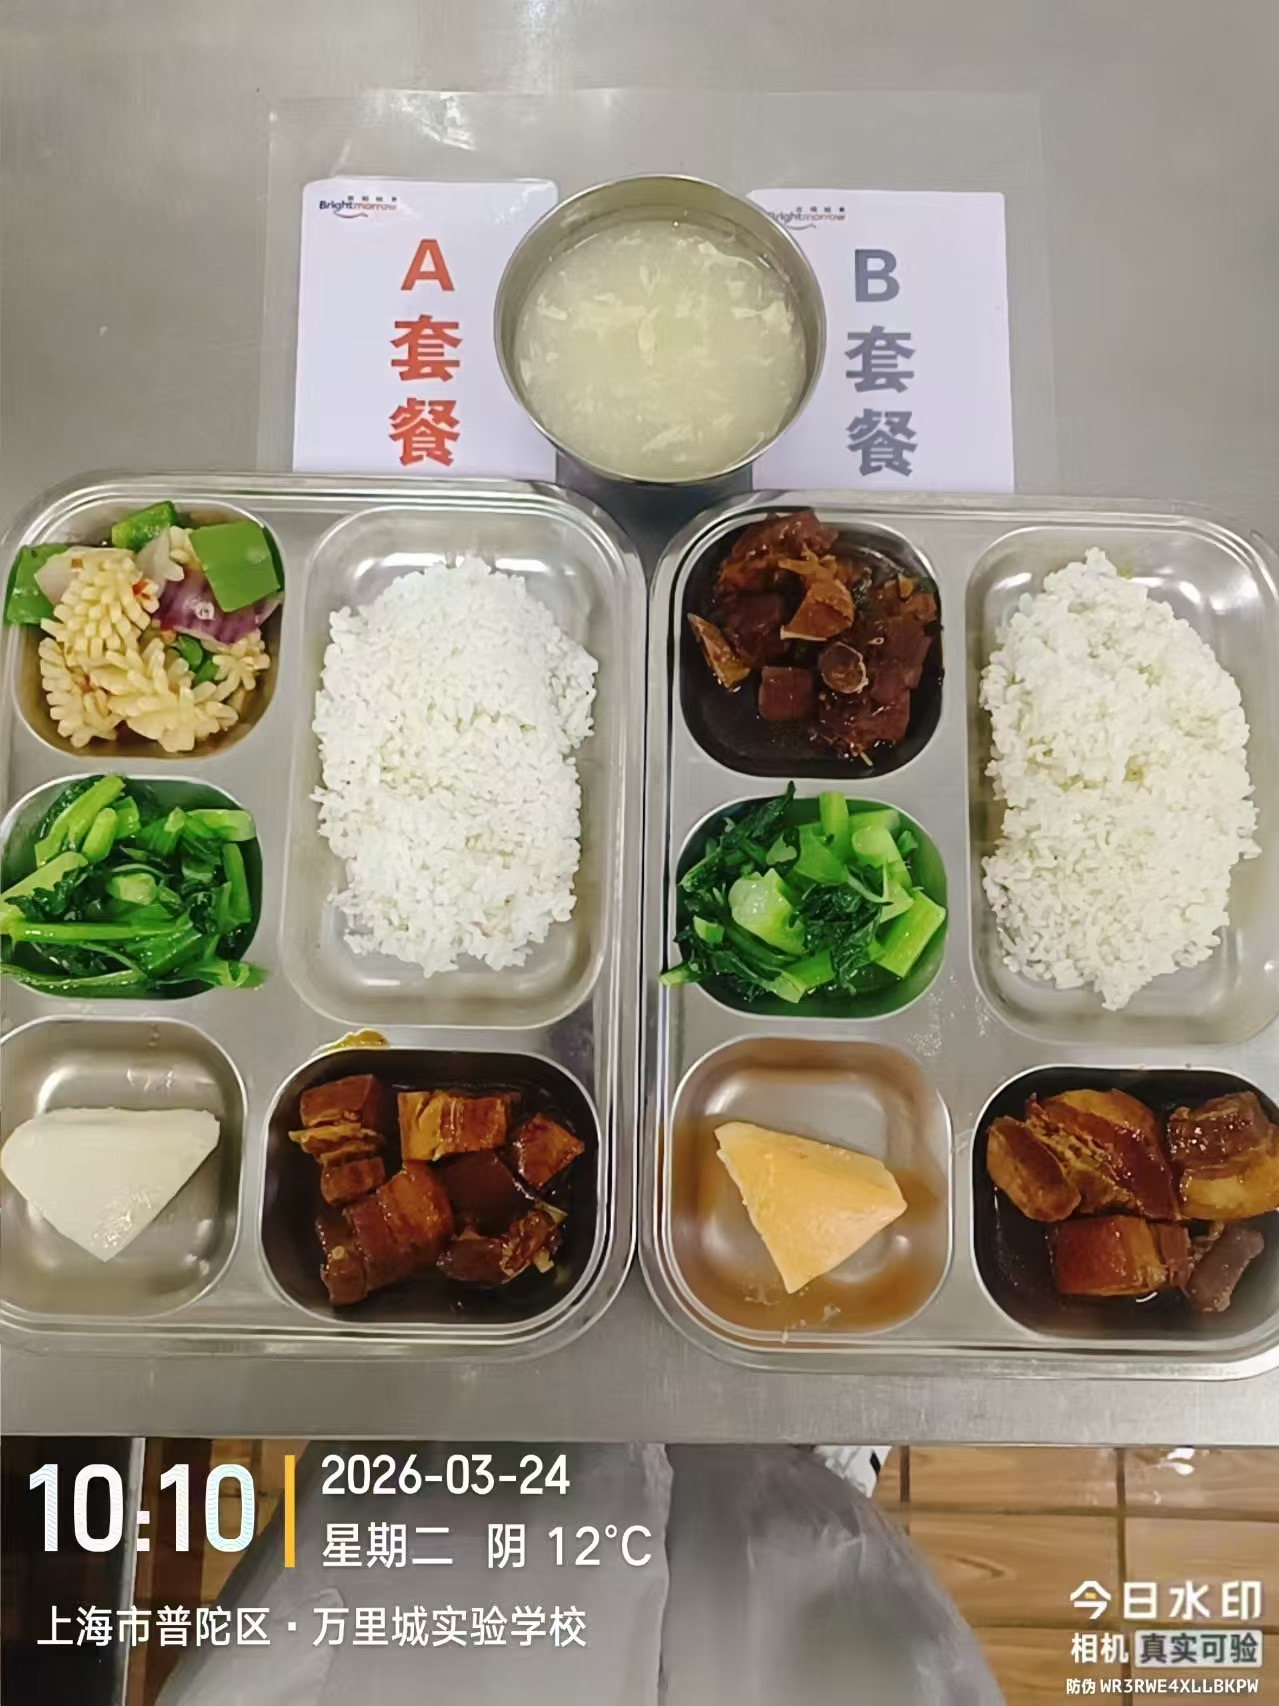 Brightmorrow
A
套
餐
Brightmorrow
B
套
餐
10:10
2026-03-24
星期二 阴 12°C
上海市普陀区·万里城实验学校
今日水印
相机 真实可验
防伪 WR3RWE4XLLBKPW